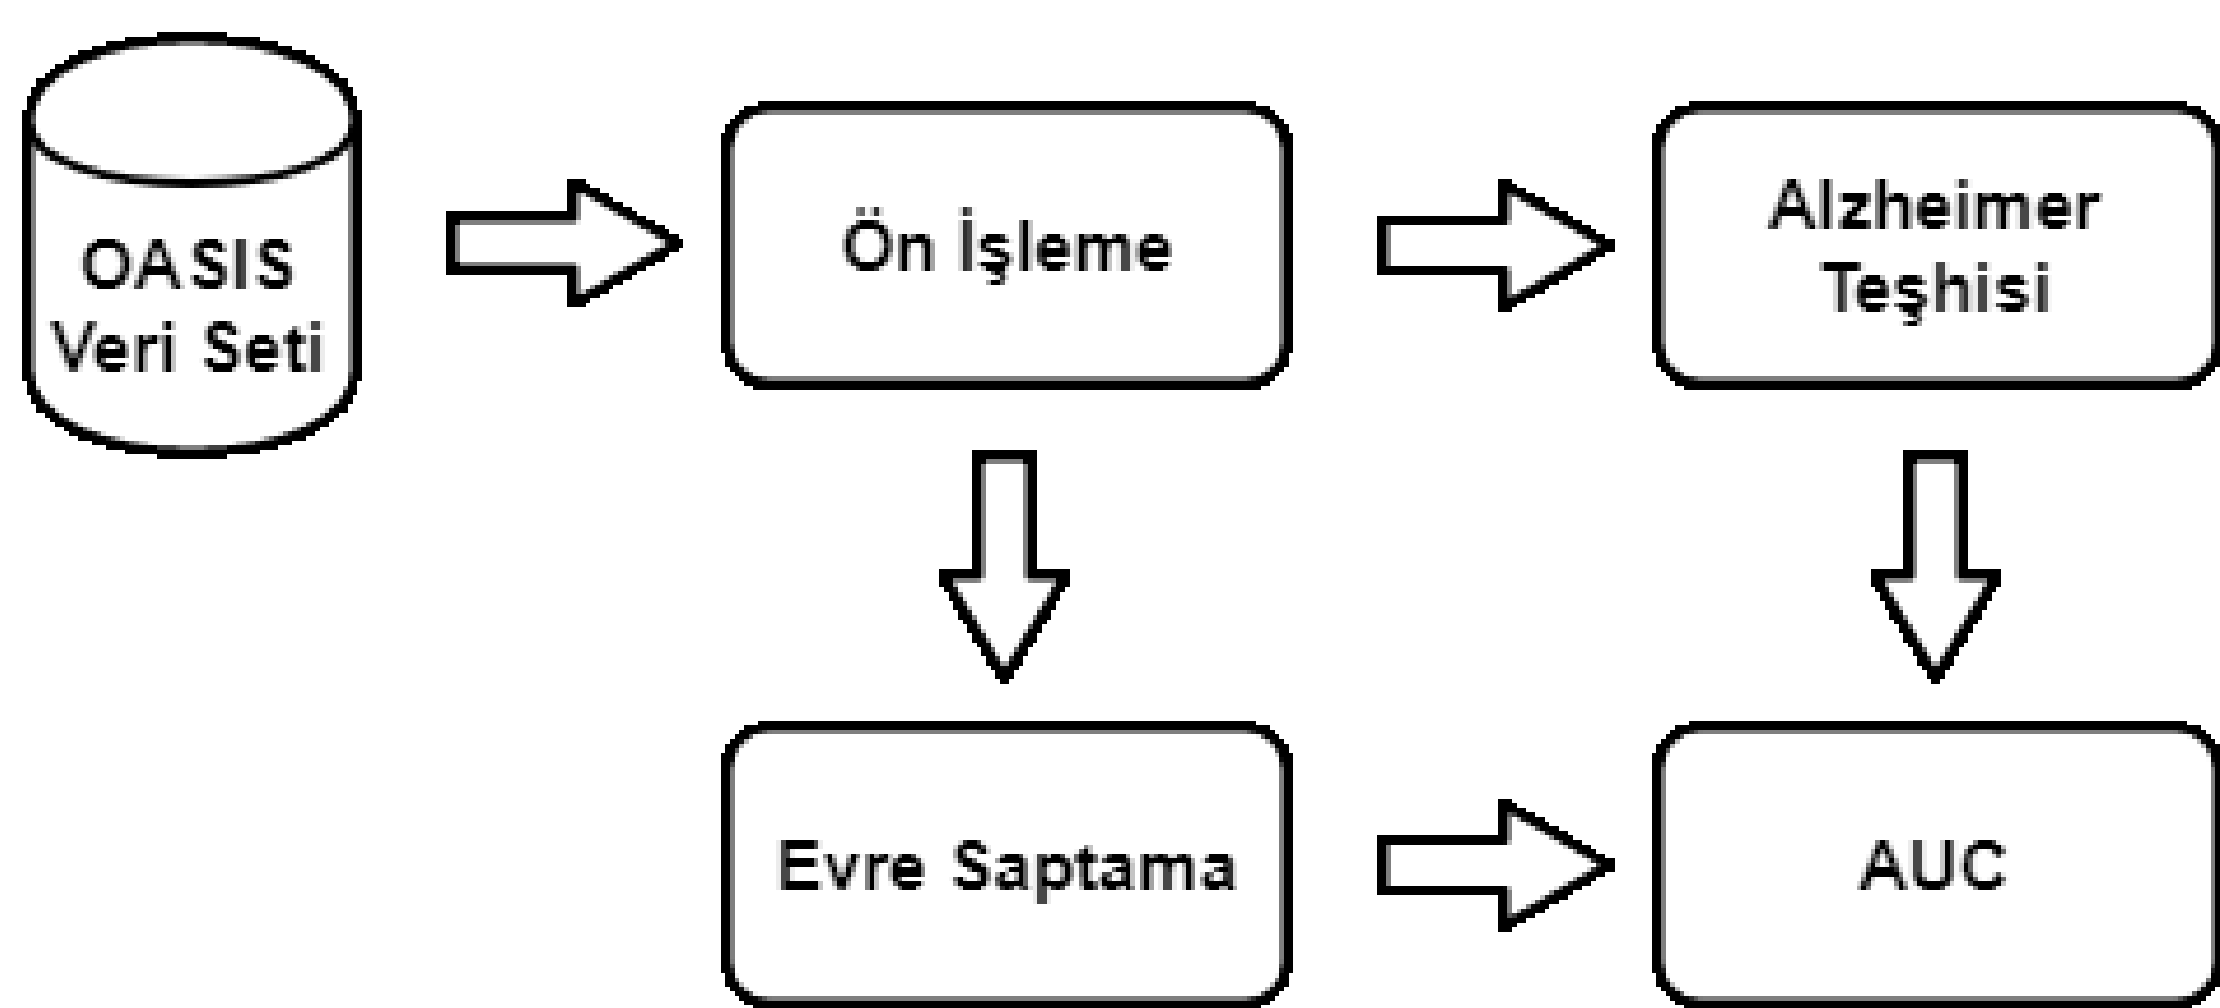 OASIS
Veri Seti
Ön İşleme
Alzheimer
Teşhisi
Evre Saptama
AUC